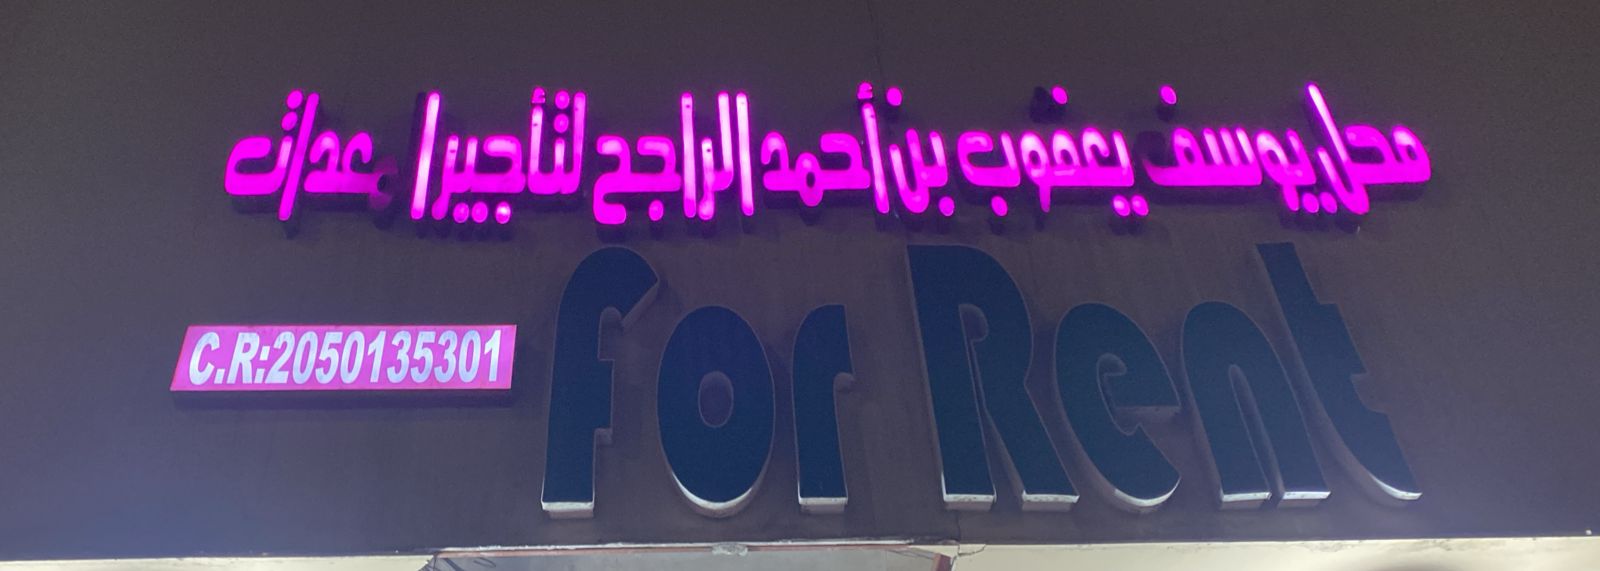 محل يوسف يعقوب بن أحمد الراجح لتأجير المعدات
For Rent
C.R:2050135301